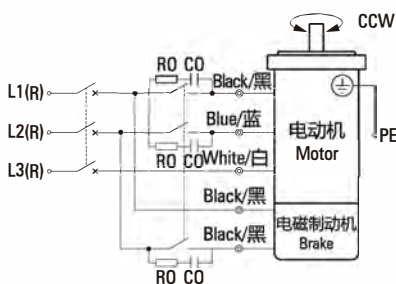 CCW
RO CO
L1(R)
Black/黑
Blue/蓝
L2(R)
电动机
Motor
PE
RO CO
White/白
L3(R)
Black/黑
Black/黑
电磁制动机
Brake
RO CO